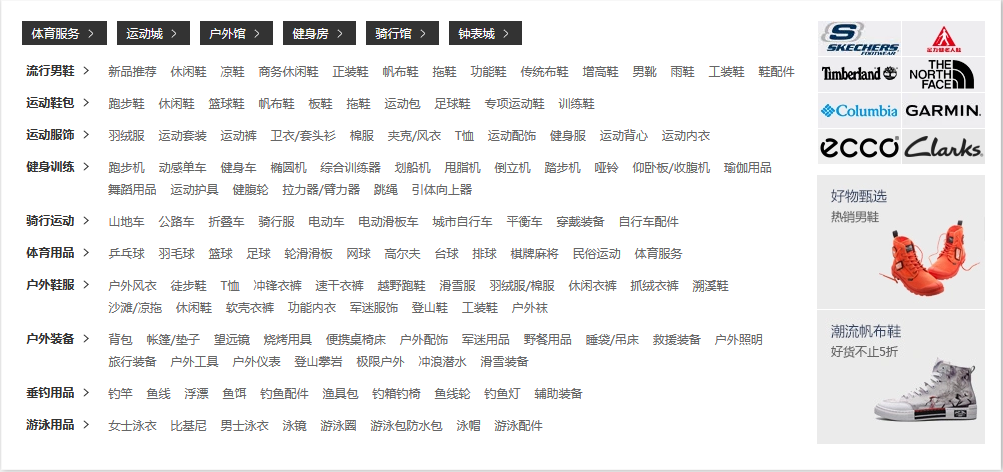 体育服务 > 运动城 > 户外馆 > 健身房 > 骑行馆 > 钟表城 >
流行男鞋 > 新品推荐 休闲鞋 凉鞋 商务休闲鞋 正装鞋 帆布鞋 拖鞋 功能鞋 传统布鞋 增高鞋 男靴 雨鞋 工装鞋 鞋配件
运动鞋包 > 跑步鞋 休闲鞋 篮球鞋 帆布鞋 板鞋 拖鞋 运动包 足球鞋 专项运动鞋 训练鞋
运动服饰 > 羽绒服 运动套装 运动裤 卫衣/套头衫 棉服 夹克/风衣 T恤 运动配饰 健身服 运动背心 运动内衣
健身训练 > 跑步机 动感单车 健身车 椭圆机 综合训练器 划船机 甩脂机 倒立机 踏步机 哑铃 仰卧板/收腹机 瑜伽用品
舞蹈用品 运动护具 健腹轮 拉力器/臂力器 跳绳 引体向上器
骑行运动 > 山地车 公路车 折叠车 骑行服 电动车 电动滑板车 城市自行车 平衡车 穿戴装备 自行车配件
体育用品 > 乒乓球 羽毛球 篮球 足球 轮滑滑板 网球 高尔夫 台球 排球 棋牌麻将 民俗运动 体育服务
户外鞋服 > 户外风衣 徒步鞋 T恤 冲锋衣裤 速干衣裤 越野跑鞋 滑雪服 羽绒服/棉服 休闲衣裤 抓绒衣裤 溯溪鞋
沙滩/凉拖 休闲鞋 软壳衣裤 功能内衣 军迷服饰 登山鞋 工装鞋 户外袜
户外装备 > 背包 帐篷/垫子 望远镜 烧烤用具 便携桌椅床 户外配饰 军迷用品 野餐用品 睡袋/吊床 救援装备 户外照明
旅行装备 户外工具 户外仪表 登山攀岩 极限户外 冲浪潜水 滑雪装备
垂钓用品 > 钓竿 鱼线 浮漂 鱼饵 钓鱼配件 渔具包 钓箱钓椅 鱼线轮 钓鱼灯 辅助装备
游泳用品 > 女士泳衣 比基尼 男士泳衣 泳镜 游泳圈 游泳包防水包 泳帽 游泳配件
SKECHERS
FOOTWEAR
足力健老人鞋
Timberland
THE
NORTH
FACE
Columbia
GARMIN
ecco
Clarks
好物甄选
热销男鞋
潮流帆布鞋
好货不止5折